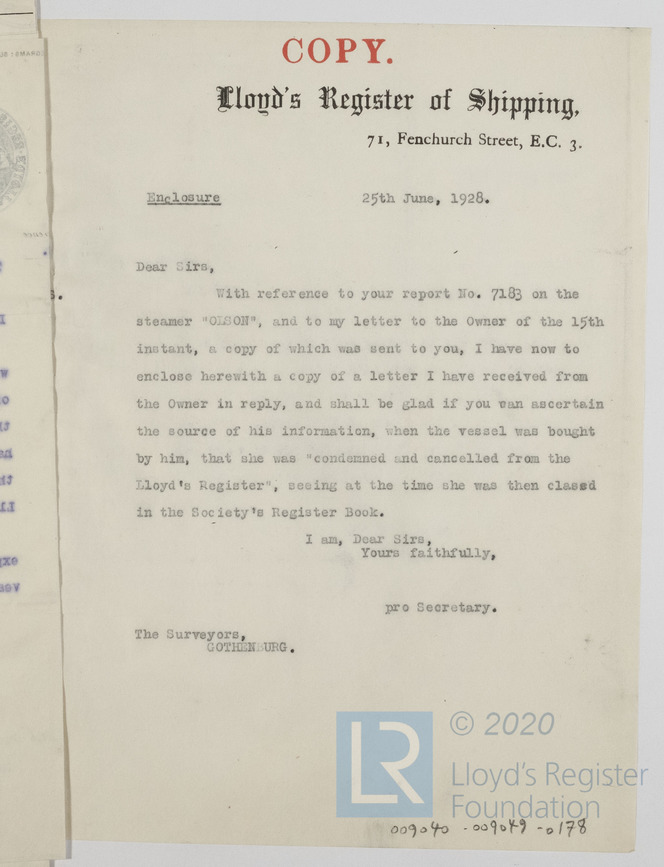 COPY.
Lloyd's Register of Shipping,
71, Fenchurch Street, E.C. 3.
Enclosure 25th June, 1928.
Dear Sirs,
With reference to your report No. 7183 on the
steamer "OLSON", and to my letter to the Owner of the 15th
instant, a copy of which was sent to you, I have now to
enclose herewith a copy of a letter I have received from
the Owner in reply, and shall be glad if you can ascertain
the source of his information, when the vessel was bought
by him, that she was "condemned and cancelled from the
Lloyd's Register", seeing at the time she was then classd
in the Society's Register Book.
I am, Dear Sirs,
Yours faithfully,
pro Secretary.
The Surveyors,
GOTHENBURG.
LR
© 2020
Lloyd's Register
Foundation
009040 - 009049 - 0178